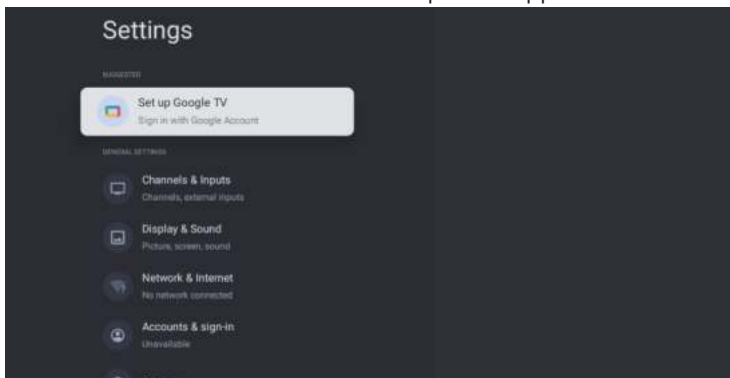 Settings
SUGGESTED
Set up Google TV
Sign in with Google Account
GENERAL SETTINGS
Channels & Inputs
Channels, external inputs
Display & Sound
Picture, screen, sound
Network & Internet
No network connected
Accounts & sign-in
Unavailable